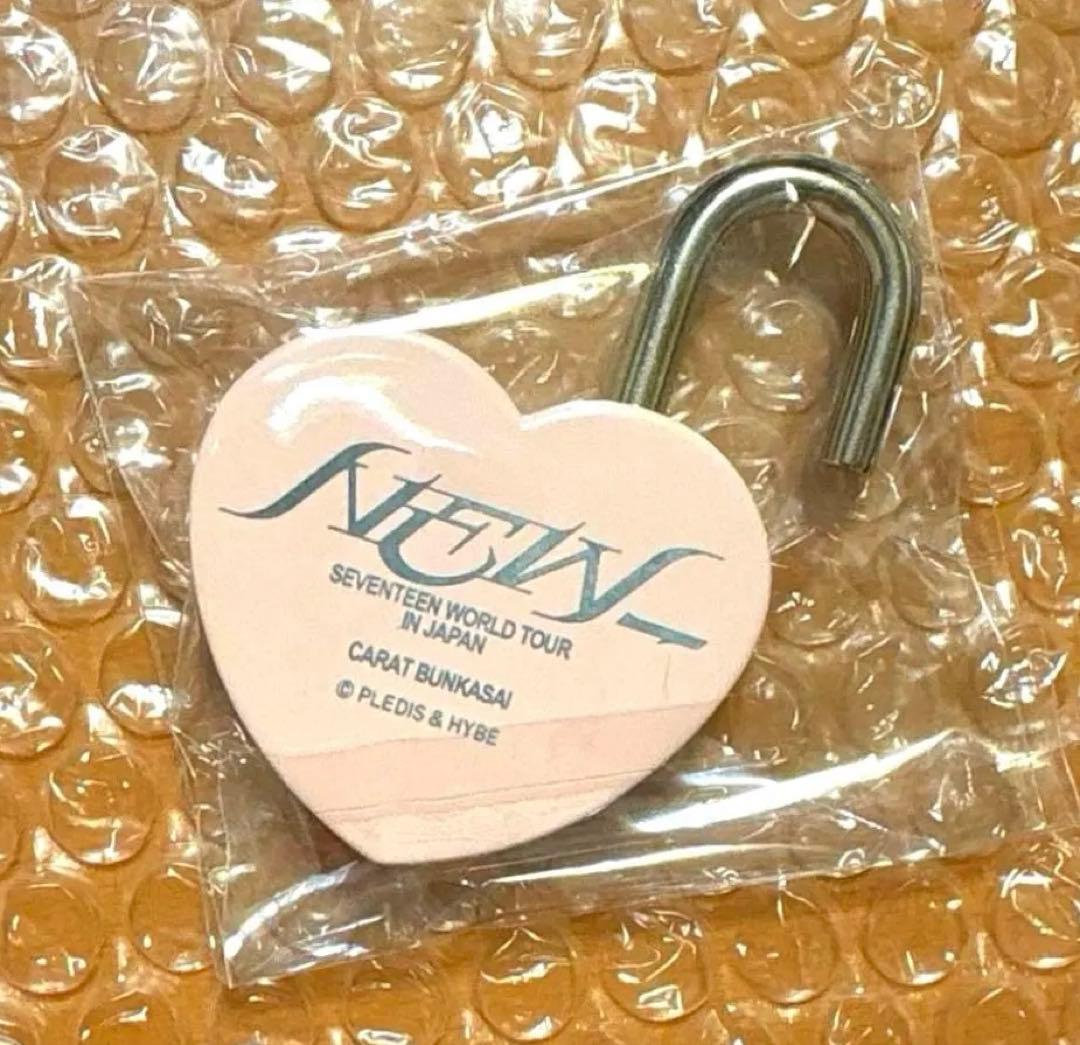 NEW_
SEVENTEEN WORLD TOUR
IN JAPAN
CARAT BUNKASAI
© PLEDIS & HYBE